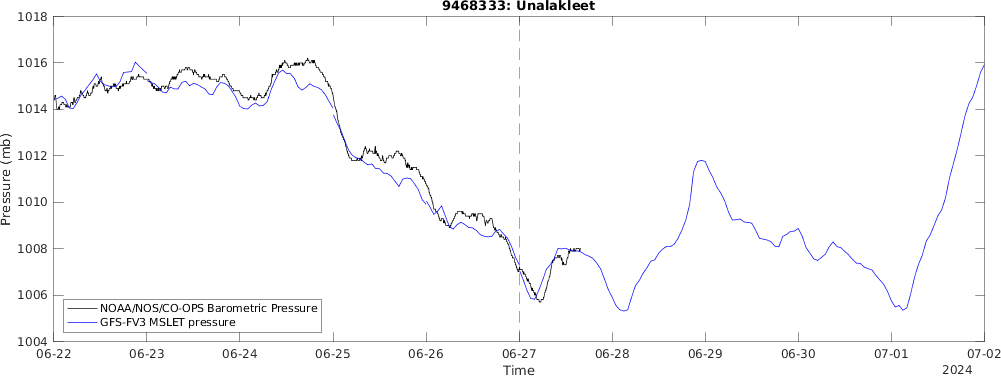 9468333: Unalakleet
1018
1016
1014
1012
1010
1008
1006
1004
Pressure (mb)
NOAA/NOS/CO-OPS Barometric Pressure
GFS-FV3 MSLET pressure
06-22 06-23 06-24 06-25 06-26 06-27 06-28 06-29 06-30 07-01 07-02
Time
2024